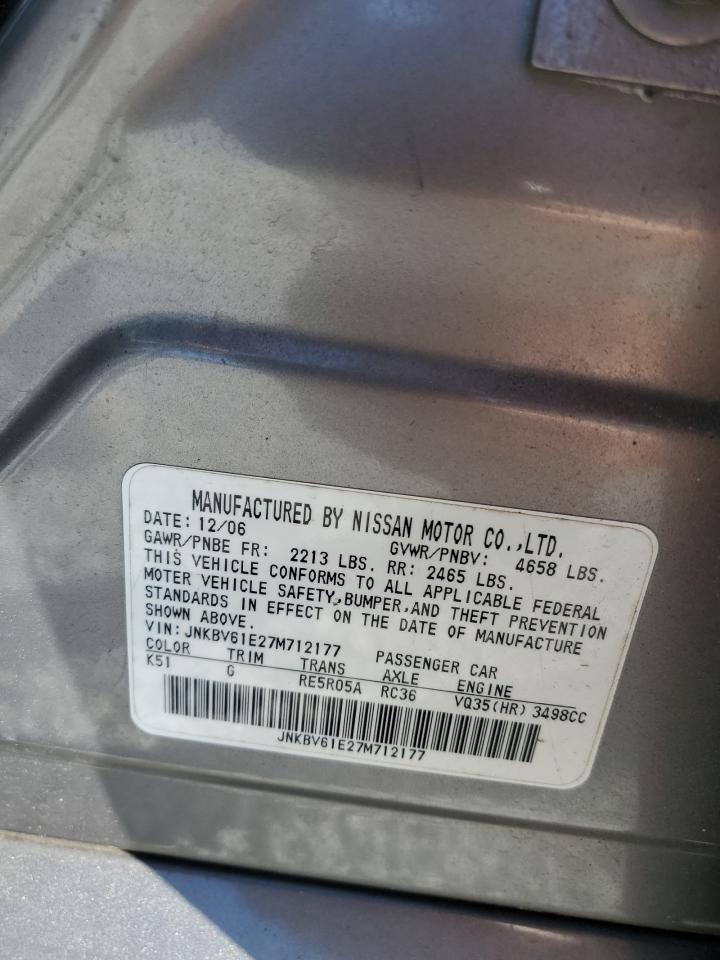 MANUFACTURED BY NISSAN MOTOR CO.,LTD.
DATE: 12/06 GVWR/PNBV: 4658 LBS.
GAWR/PNBE FR: 2213 LBS. RR: 2465 LBS.
THIS VEHICLE CONFORMS TO ALL APPLICABLE FEDERAL
MOTER VEHICLE SAFETY,BUMPER,AND THEFT PREVENTION
STANDARDS IN EFFECT ON THE DATE OF MANUFACTURE
SHOWN ABOVE.
VIN: JNKBV61E27M712177 PASSENGER CAR
COLOR TRIM TRANS AXLE ENGINE
K51 G RE5R05A RC36 VQ35(HR) 3498CC
JNKBV61E27M712177